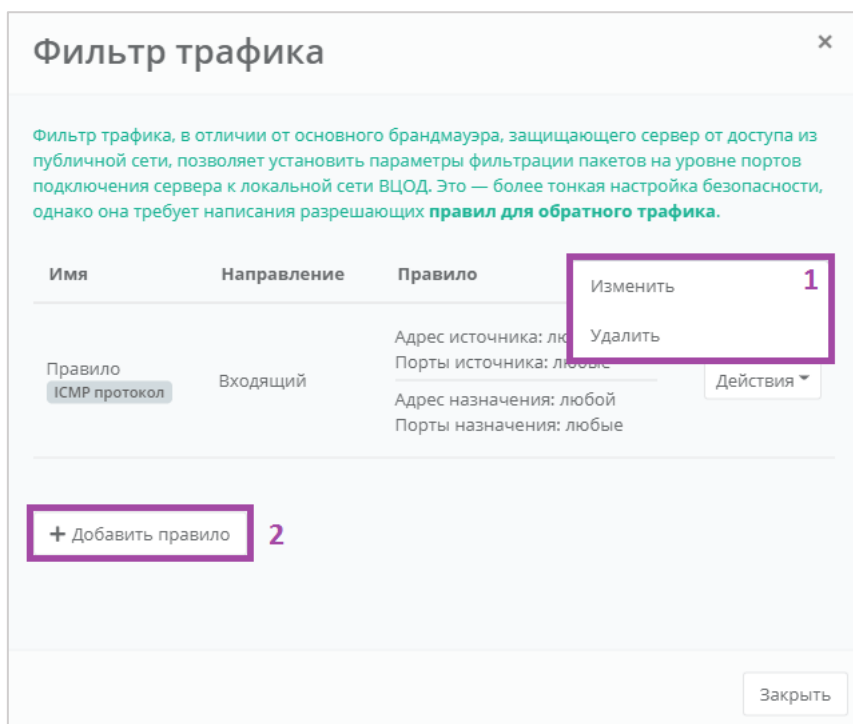 Фильтр трафика
×
Фильтр трафика, в отличии от основного брандмауэра, защищающего сервер от доступа из
публичной сети, позволяет установить параметры фильтрации пакетов на уровне портов
подключения сервера к локальной сети ВЦОД. Это — более тонкая настройка безопасности,
однако она требует написания разрешающих правил для обратного трафика.
Имя Направление Правило
Изменить 1
Удалить
Правило
ICMP протокол
Входящий
Адрес источника:
Порты источника: любые
Адрес назначения: любой
Порты назначения: любые
Действия
+ Добавить правило 2
Закрыть